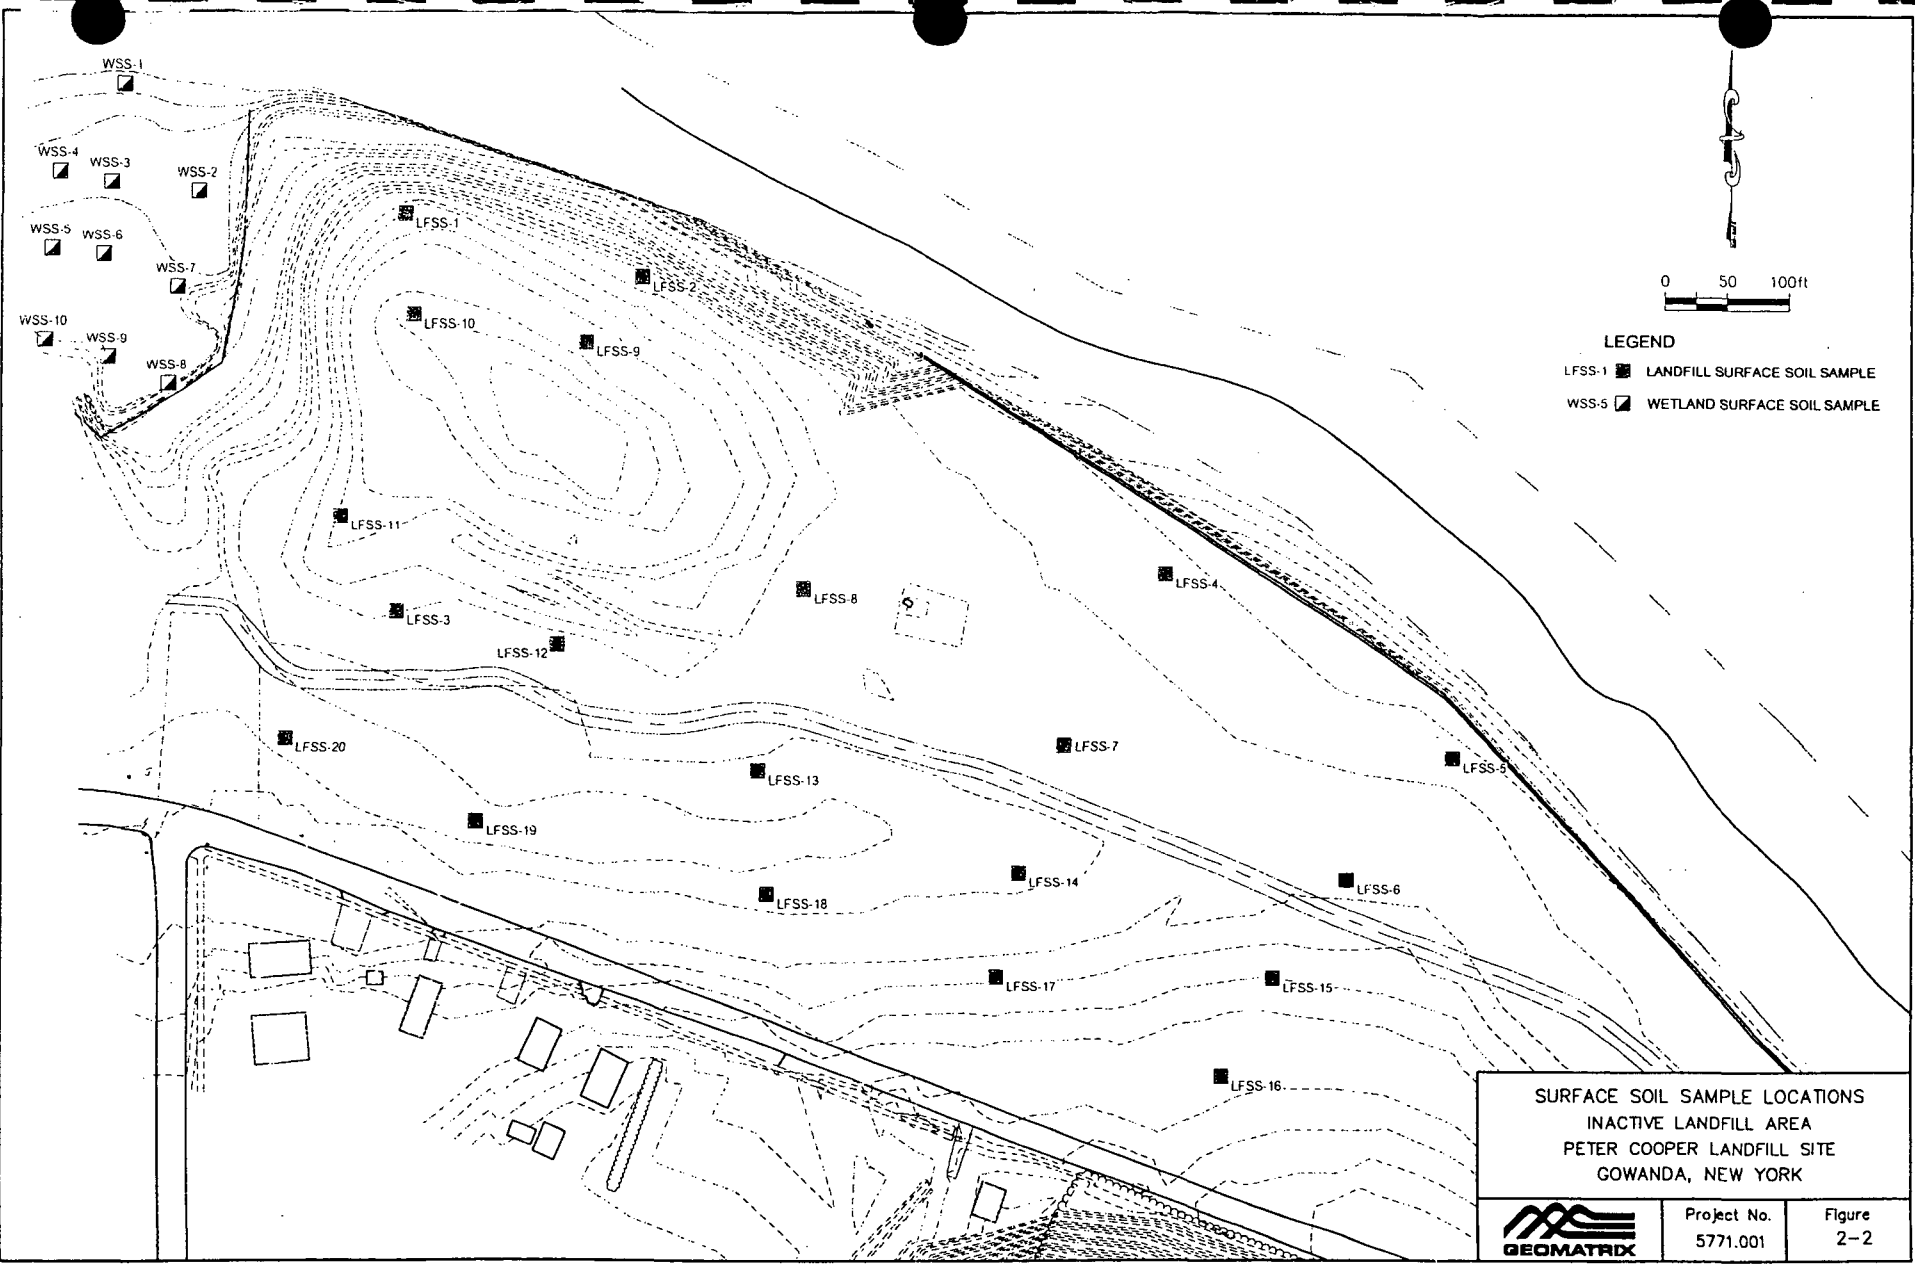 WSS-1
WSS-4
WSS-3
WSS-2
WSS-5
WSS-6
WSS-7
WSS-10
WSS-9
WSS-8
LFSS-1
LFSS-2
LFSS-10
LFSS-9
LFSS-11
LFSS-3
LFSS-12
LFSS-8
LFSS-4
LFSS-7
LFSS-5
LFSS-20
LFSS-13
LFSS-19
LFSS-14
LFSS-18
LFSS-6
LFSS-17
LFSS-15
LFSS-16
0 50 100ft
LEGEND
LFSS-1 LANDFILL SURFACE SOIL SAMPLE
WSS-5 WETLAND SURFACE SOIL SAMPLE
SURFACE SOIL SAMPLE LOCATIONS
INACTIVE LANDFILL AREA
PETER COOPER LANDFILL SITE
GOWANDA, NEW YORK
GEOMATRIX
Project No.
5771.001
Figure
2-2